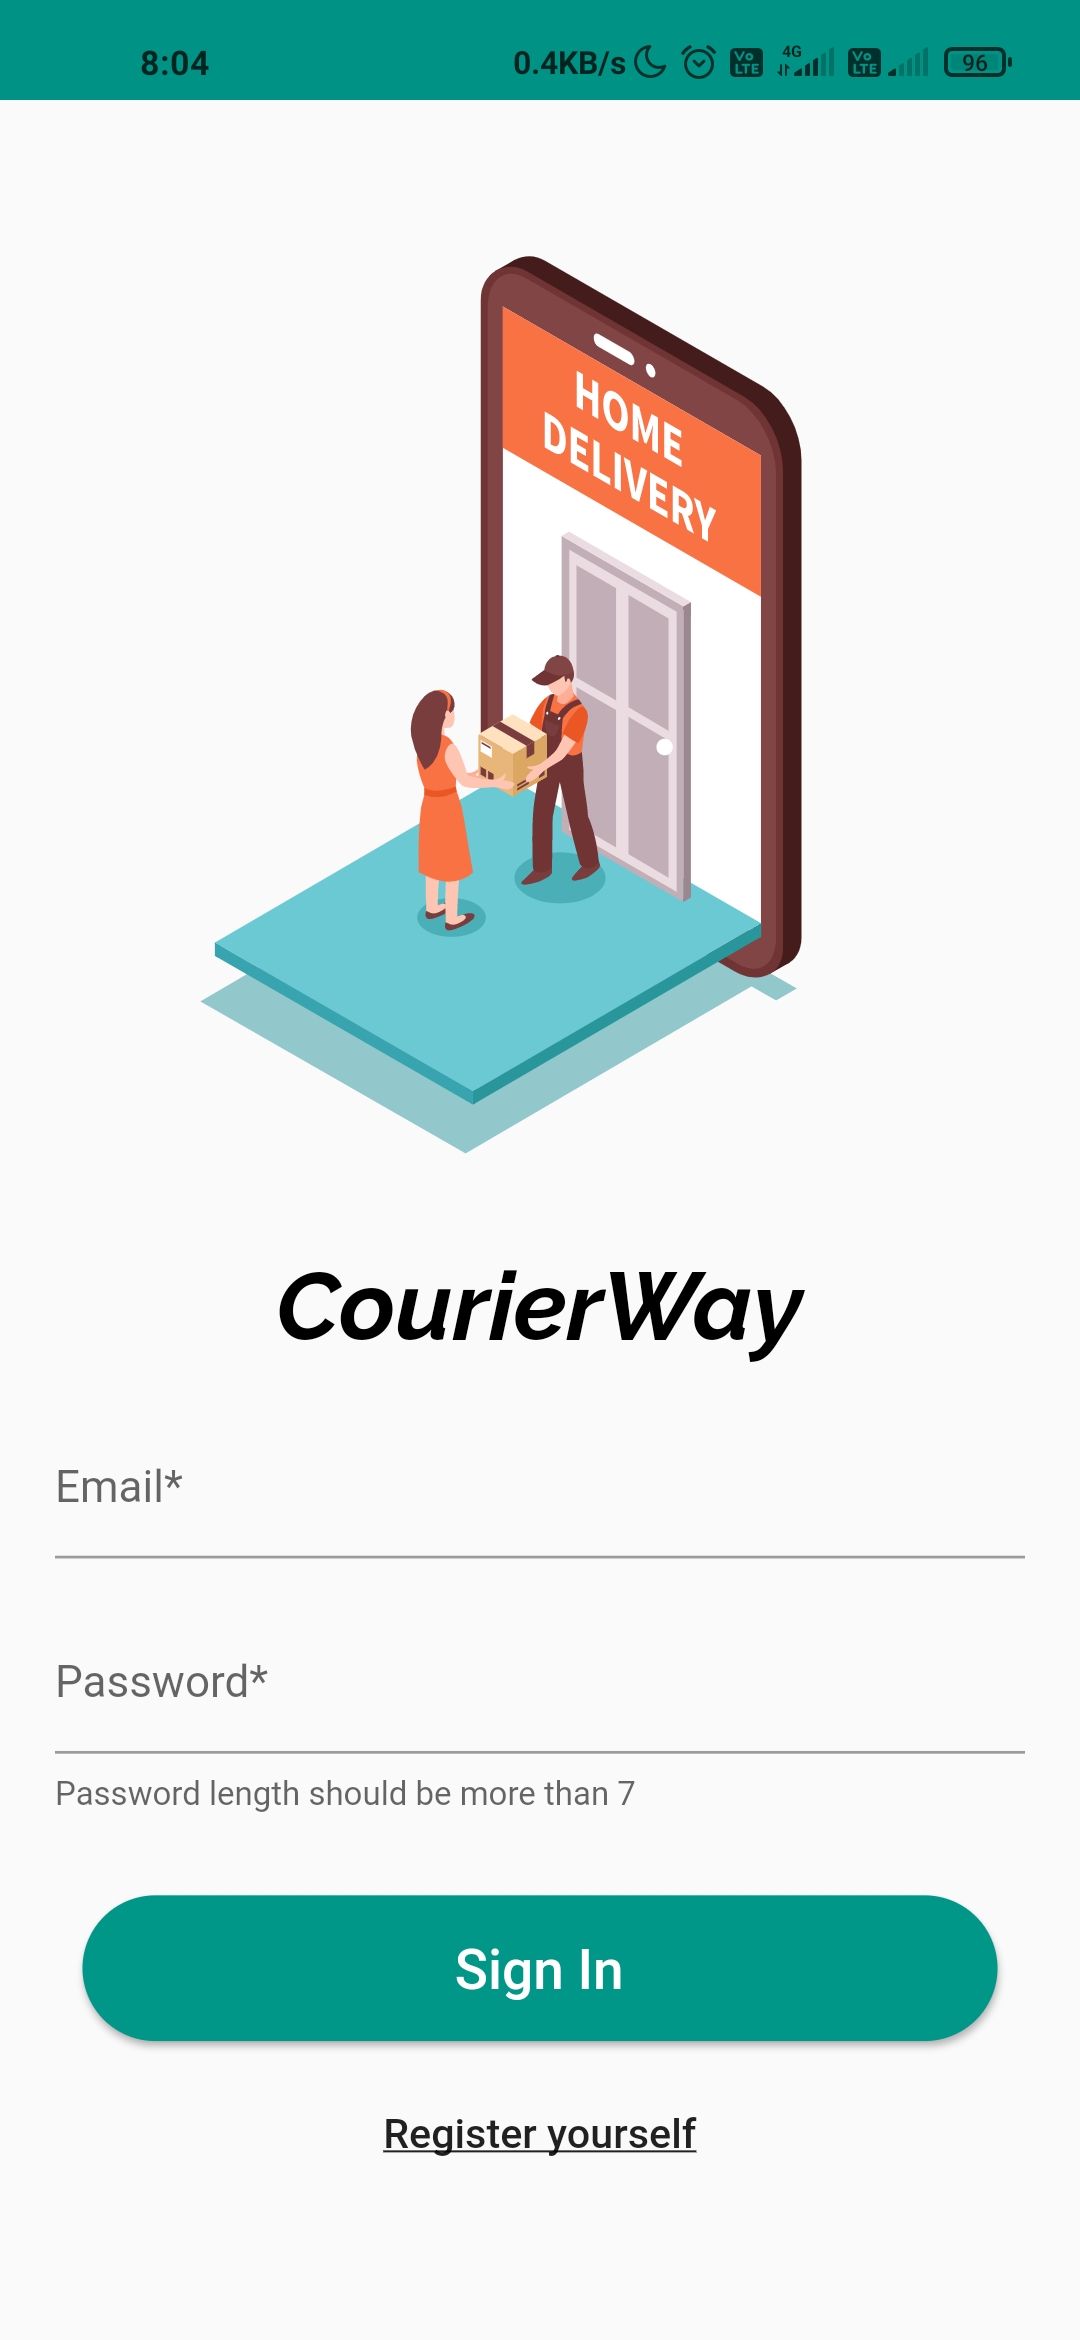 8:04 0.4KB/s Vo LTE 4G Vo LTE 96
HOME
DELIVERY
CourierWay
Email*
Password*
Password length should be more than 7
Sign In
Register yourself